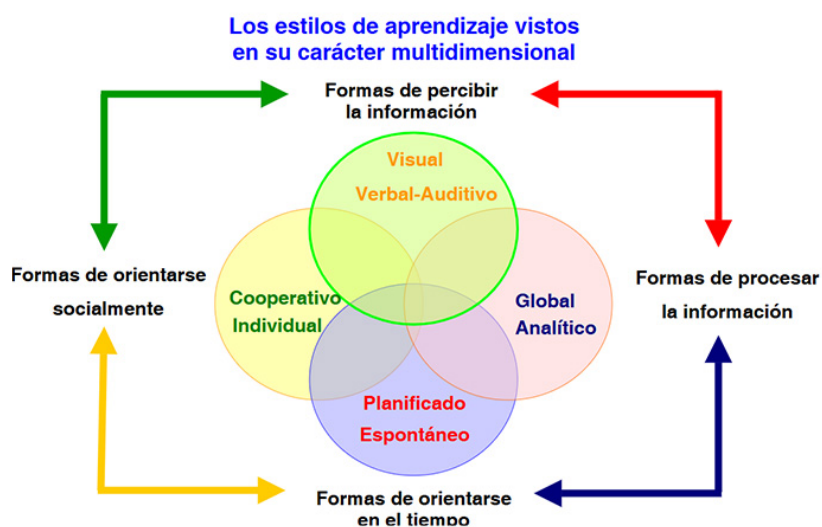 Los estilos de aprendizaje vistos
en su carácter multidimensional
Formas de percibir
la información
Visual
Verbal-Auditivo
Formas de orientarse
socialmente
Cooperativo
Individual
Global
Analítico
Formas de procesar
la información
Planificado
Espontáneo
Formas de orientarse
en el tiempo